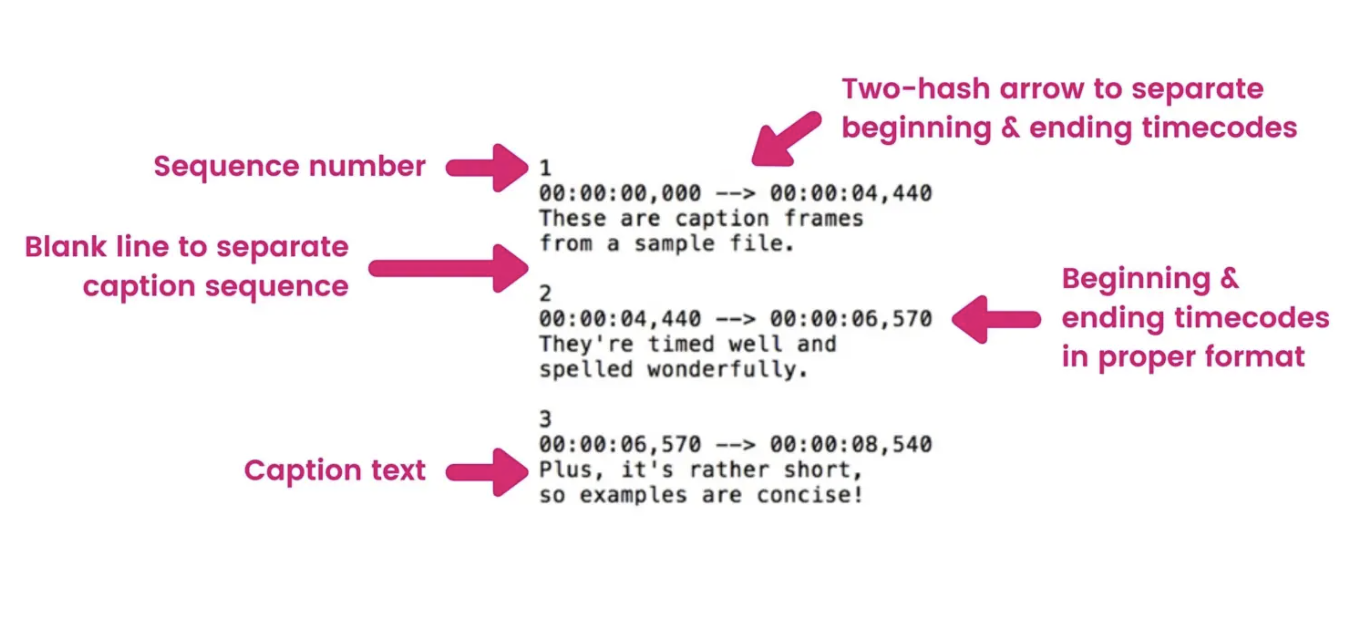 Two-hash arrow to separate
beginning & ending timecodes
Sequence number
1
00:00:00,000 --> 00:00:04,440
These are caption frames
from a sample file.
Blank line to separate
caption sequence
2
00:00:04,440 --> 00:00:06,570
They're timed well and
spelled wonderfully.
Beginning &
ending timecodes
in proper format
3
00:00:06,570 --> 00:00:08,540
Caption text
Plus, it's rather short,
so examples are concise!